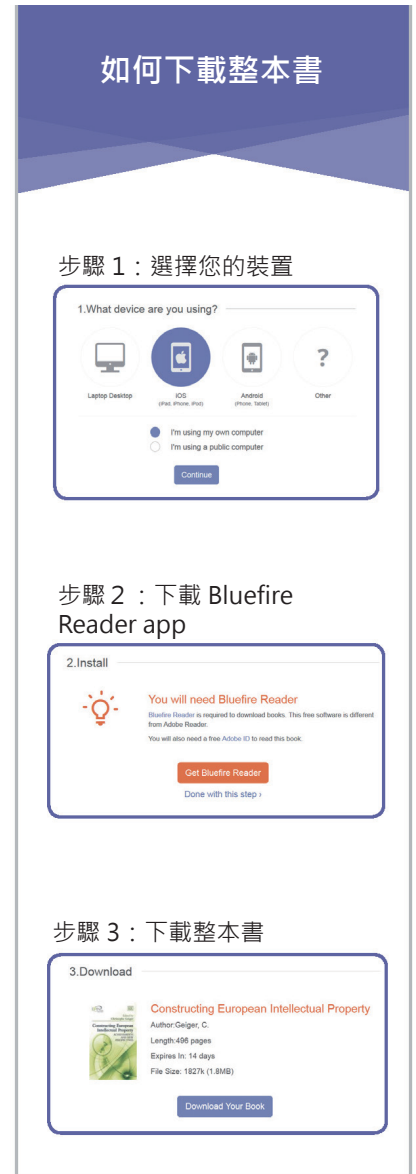 如何下載整本書
步驟 1：選擇您的裝置
1.What device are you using?
?
Laptop Desktop
iOS
(iPad, iPhone, iPod)
Android
(Phone, Tablet)
Other
I'm using my own computer
I'm using a public computer
Continue
步驟 2 ：下載 Bluefire
Reader app
2.Install
You will need Bluefire Reader
Bluefire Reader is required to download books. This free software is different
from Adobe Reader.
You will also need a free Adobe ID to read this book.
Get Bluefire Reader
Done with this step ›
步驟 3：下載整本書
3.Download
Constructing European
Intellectual Property
Constructing European Intellectual Property
Author:Geiger, C.
Length:496 pages
Expires In: 14 days
File Size: 1827k (1.8MB)
Download Your Book